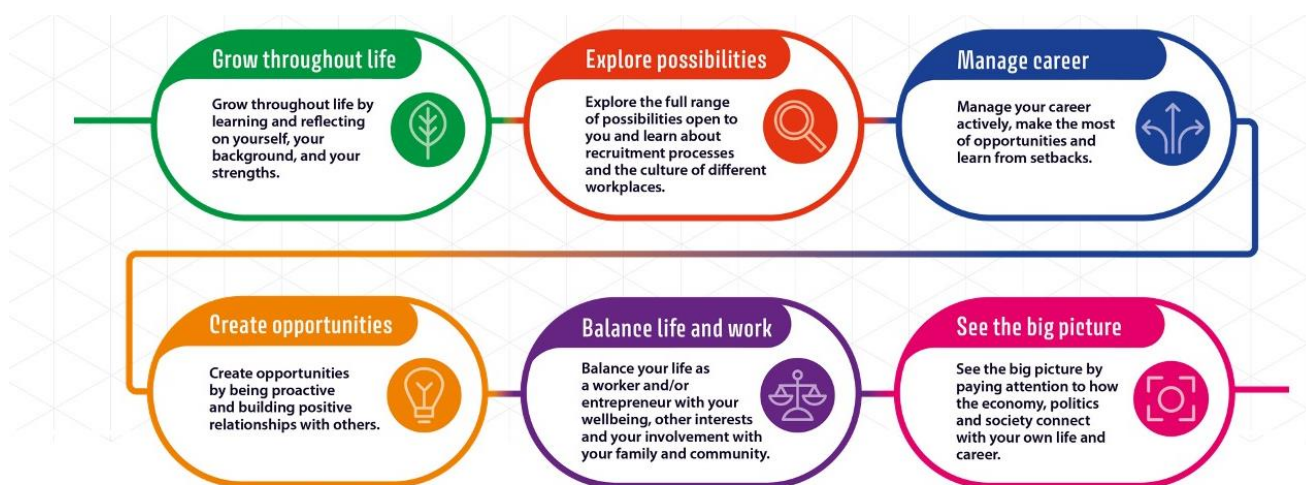 Grow throughout life
Grow throughout life by
learning and reflecting
on yourself, your
background, and your
strengths.
Explore possibilities
Explore the full range
of possibilities open to
you and learn about
recruitment processes
and the culture of different
workplaces.
Manage career
Manage your career
actively, make the most
of opportunities and
learn from setbacks.
Create opportunities
Create opportunities
by being proactive
and building positive
relationships with others.
Balance life and work
Balance your life as
a worker and/or
entrepreneur with your
wellbeing, other interests
and your involvement with
your family and community.
See the big picture
See the big picture by
paying attention to how
the economy, politics
and society connect
with your own life and
career.